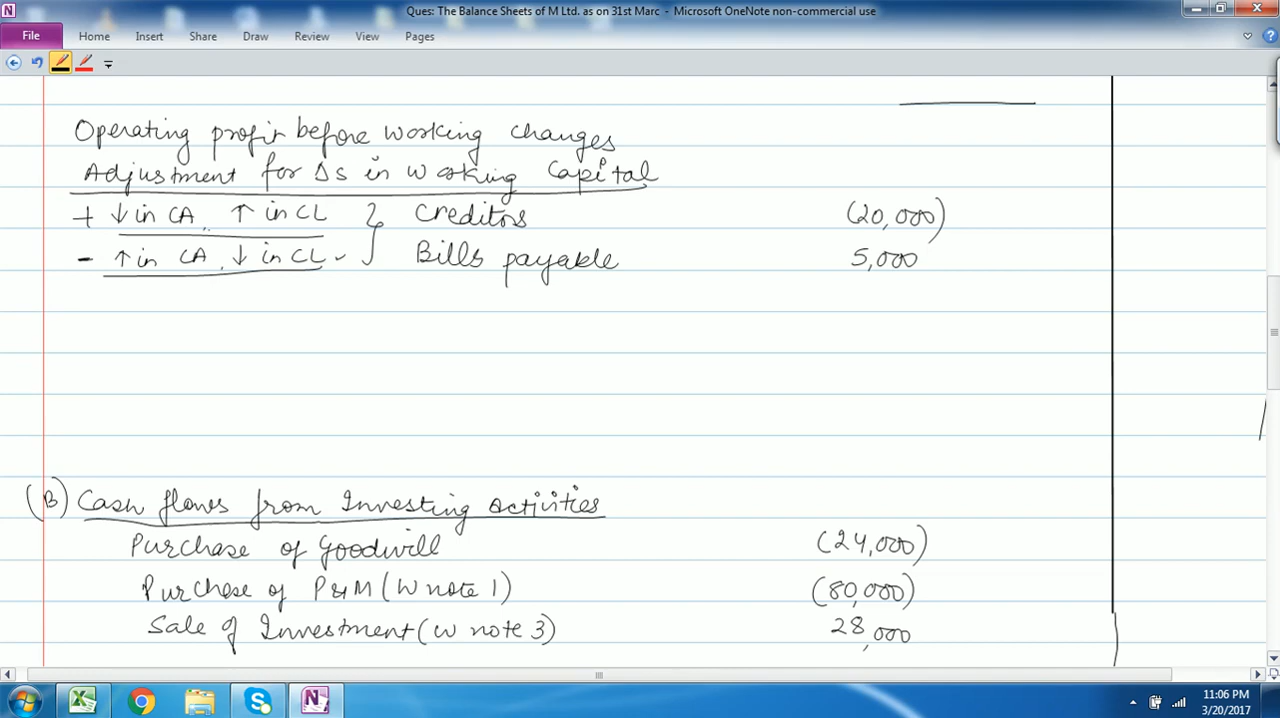 Ques: The Balance Sheets of M Ltd. as on 31st Marc - Microsoft OneNote non-commercial use
File Home Insert Share Draw Review View Pages
Operating profit before working changes
Adjustment for Δs in working capital
+ ↓ in CA, ↑ in CL } Creditors (20,000)
- ↑ in CA, ↓ in CL Bills payable 5,000
(B) Cash flows from Investing activities
Purchase of Goodwill (24,000)
Purchase of P&M (W note 1) (80,000)
Sale of Investment (W note 3) 28,000
11:06 PM
3/20/2017